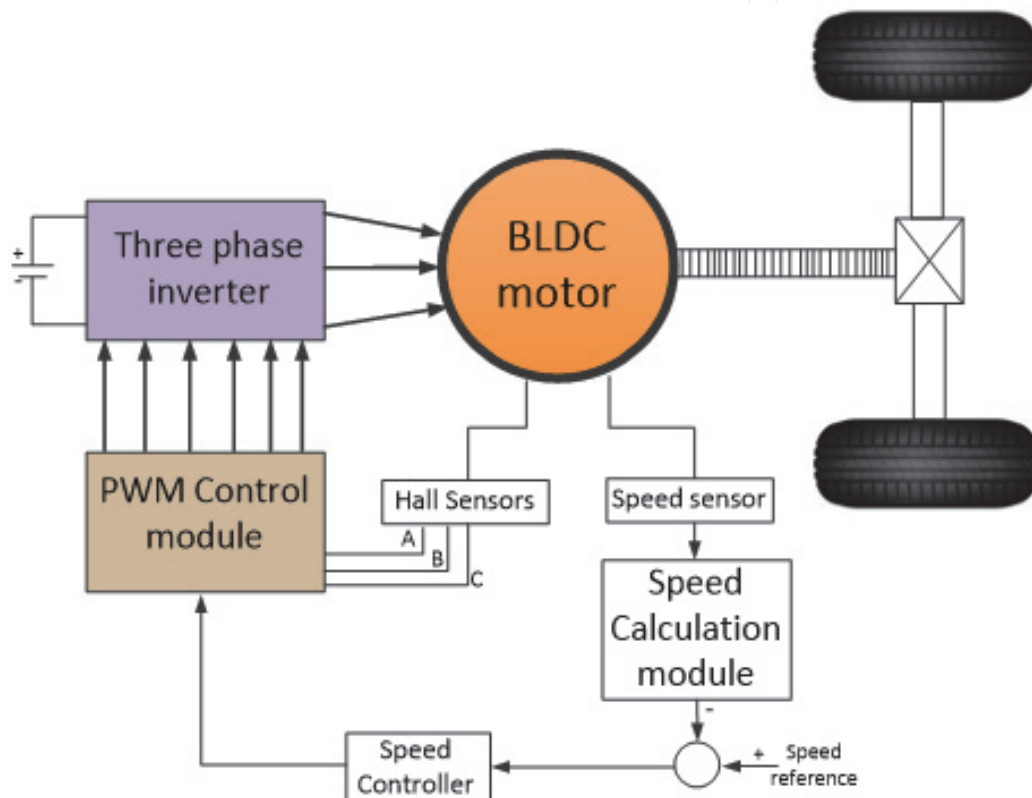 Three phase
inverter
+
-
BLDC
motor
PWM Control
module
Hall Sensors
A
B
C
Speed sensor
Speed
Calculation
module
-
+
Speed
reference
Speed
Controller